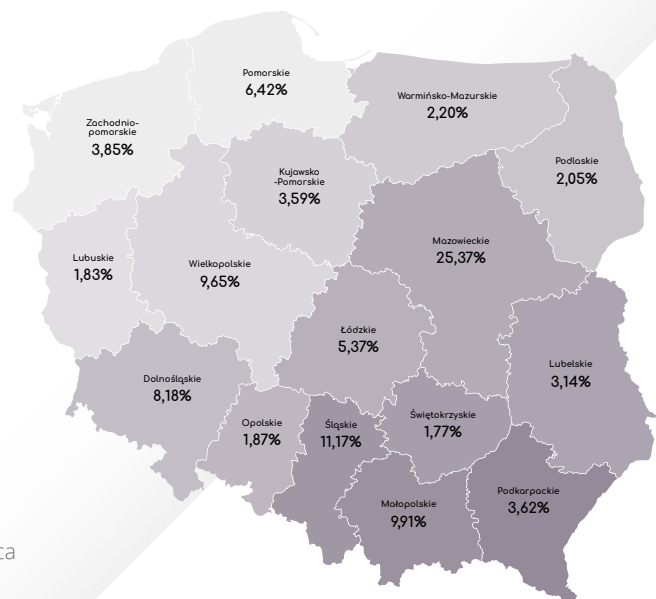 Pomorskie
6,42%
Warmińsko-Mazurskie
2,20%
Zachodnio-
pomorskie
3,85%
Podlaskie
2,05%
Kujawsko
-Pomorskie
3,59%
Mazowieckie
25,37%
Lubuskie
1,83%
Wielkopolskie
9,65%
Łódzkie
5,37%
Lubelskie
3,14%
Dolnośląskie
8,18%
Opolskie
1,87%
Śląskie
11,17%
Świętokrzyskie
1,77%
Podkarpackie
3,62%
Małopolskie
9,91%
ca